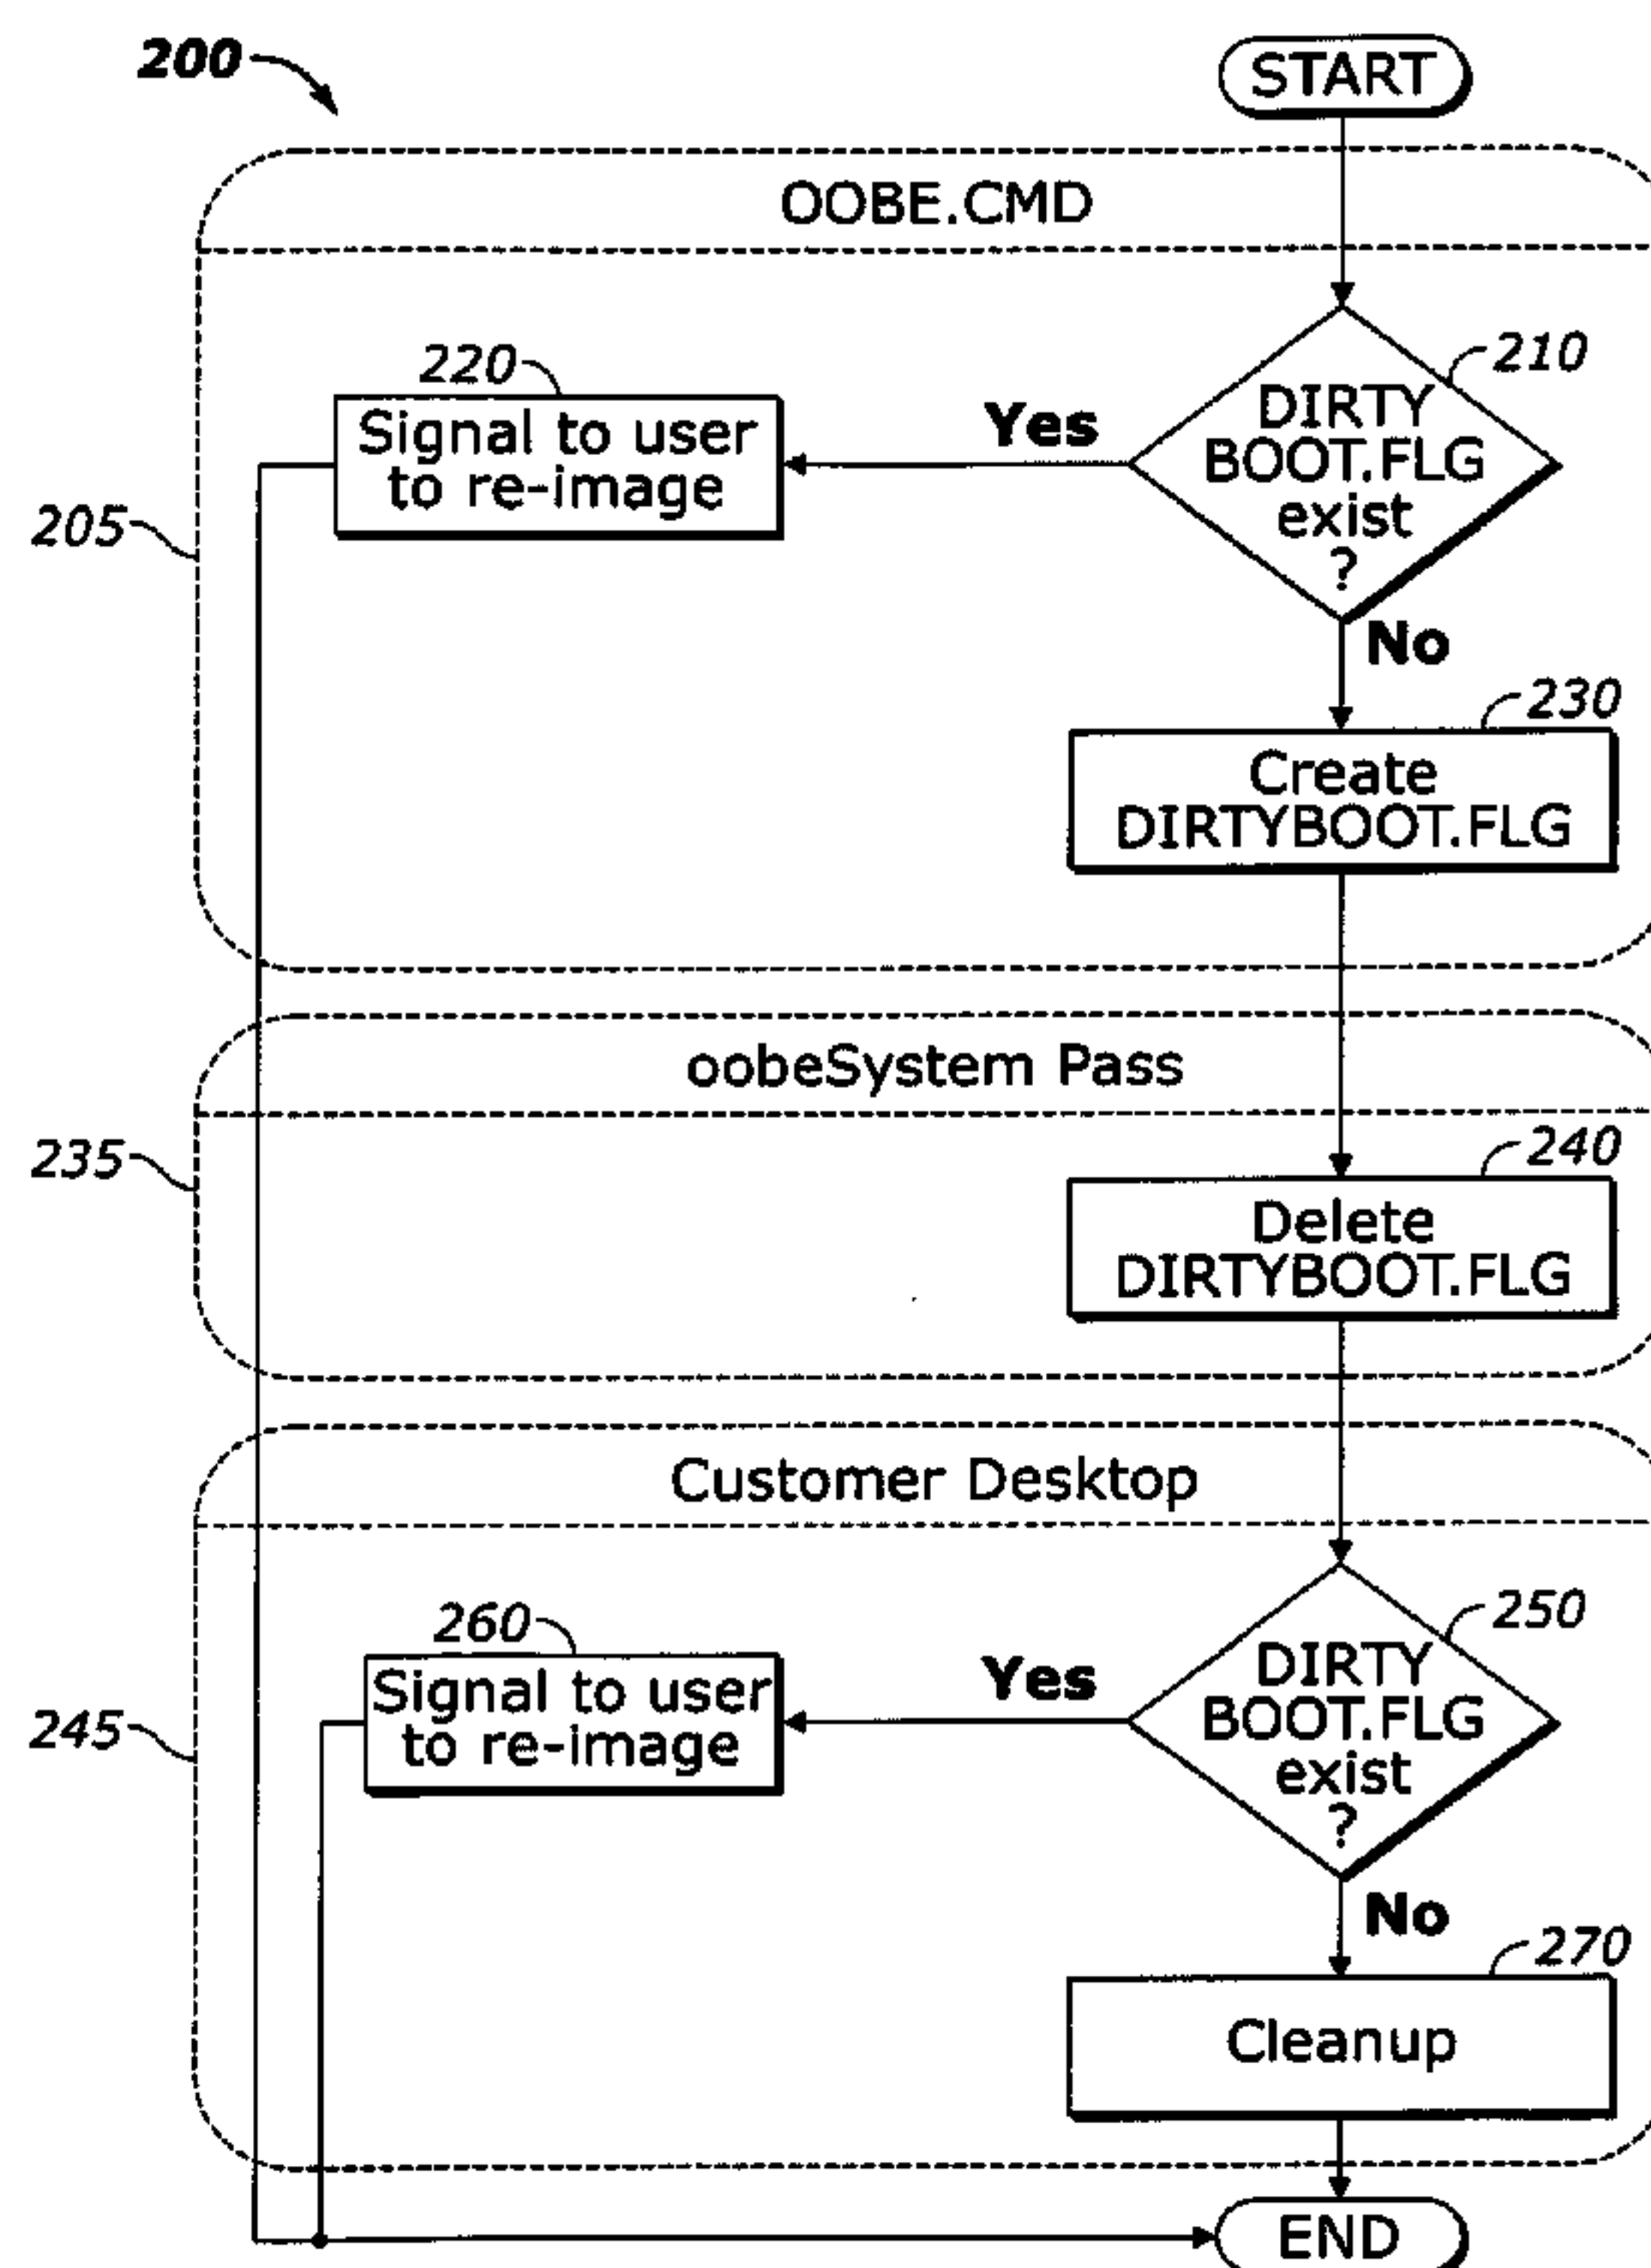 200
START
OOBE.CMD
210
220
DIRTY
BOOT.FLG
exist
?
Yes
Signal to user
to re-image
205
No
230
Create
DIRTYBOOT.FLG
oobeSystem Pass
235
240
Delete
DIRTYBOOT.FLG
Customer Desktop
250
260
DIRTY
BOOT.FLG
exist
?
Yes
Signal to user
to re-image
245
No
270
Cleanup
END